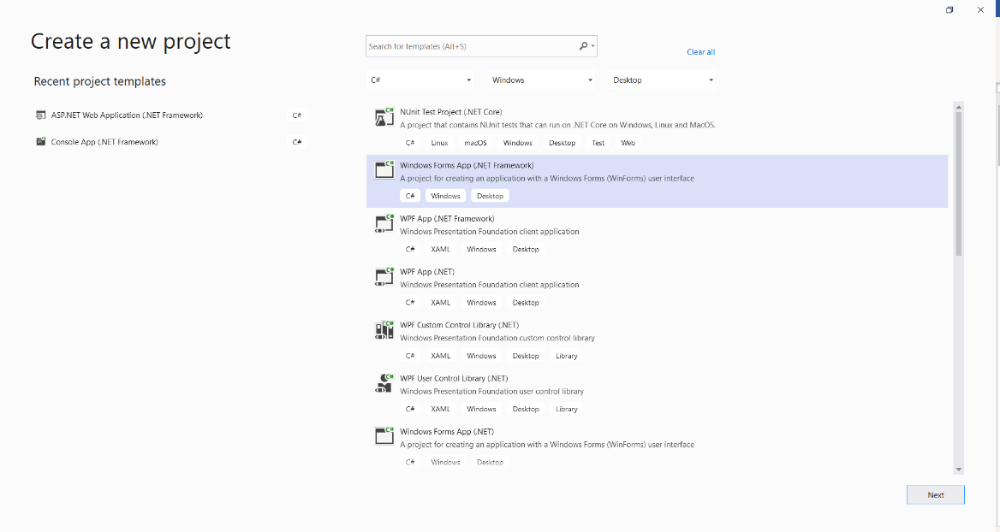 Create a new project
Recent project templates
ASP.NET Web Application (.NET Framework) C#
Console App (.NET Framework) C#
Search for templates (Alt+S)
Clear all
C# Windows Desktop
NUnit Test Project (.NET Core)
A project that contains NUnit tests that can run on .NET Core on Windows, Linux and MacOS.
C# Linux macOS Windows Desktop Test Web
Windows Forms App (.NET Framework)
A project for creating an application with a Windows Forms (WinForms) user interface
C# Windows Desktop
WPF App (.NET Framework)
Windows Presentation Foundation client application
C# XAML Windows Desktop
WPF App (.NET)
Windows Presentation Foundation client application
C# XAML Windows Desktop
WPF Custom Control Library (.NET)
Windows Presentation Foundation custom control library
C# XAML Windows Desktop Library
WPF User Control Library (.NET)
Windows Presentation Foundation user control library
C# XAML Windows Desktop Library
Windows Forms App (.NET)
A project for creating an application with a Windows Forms (WinForms) user interface
C# Windows Desktop
Next